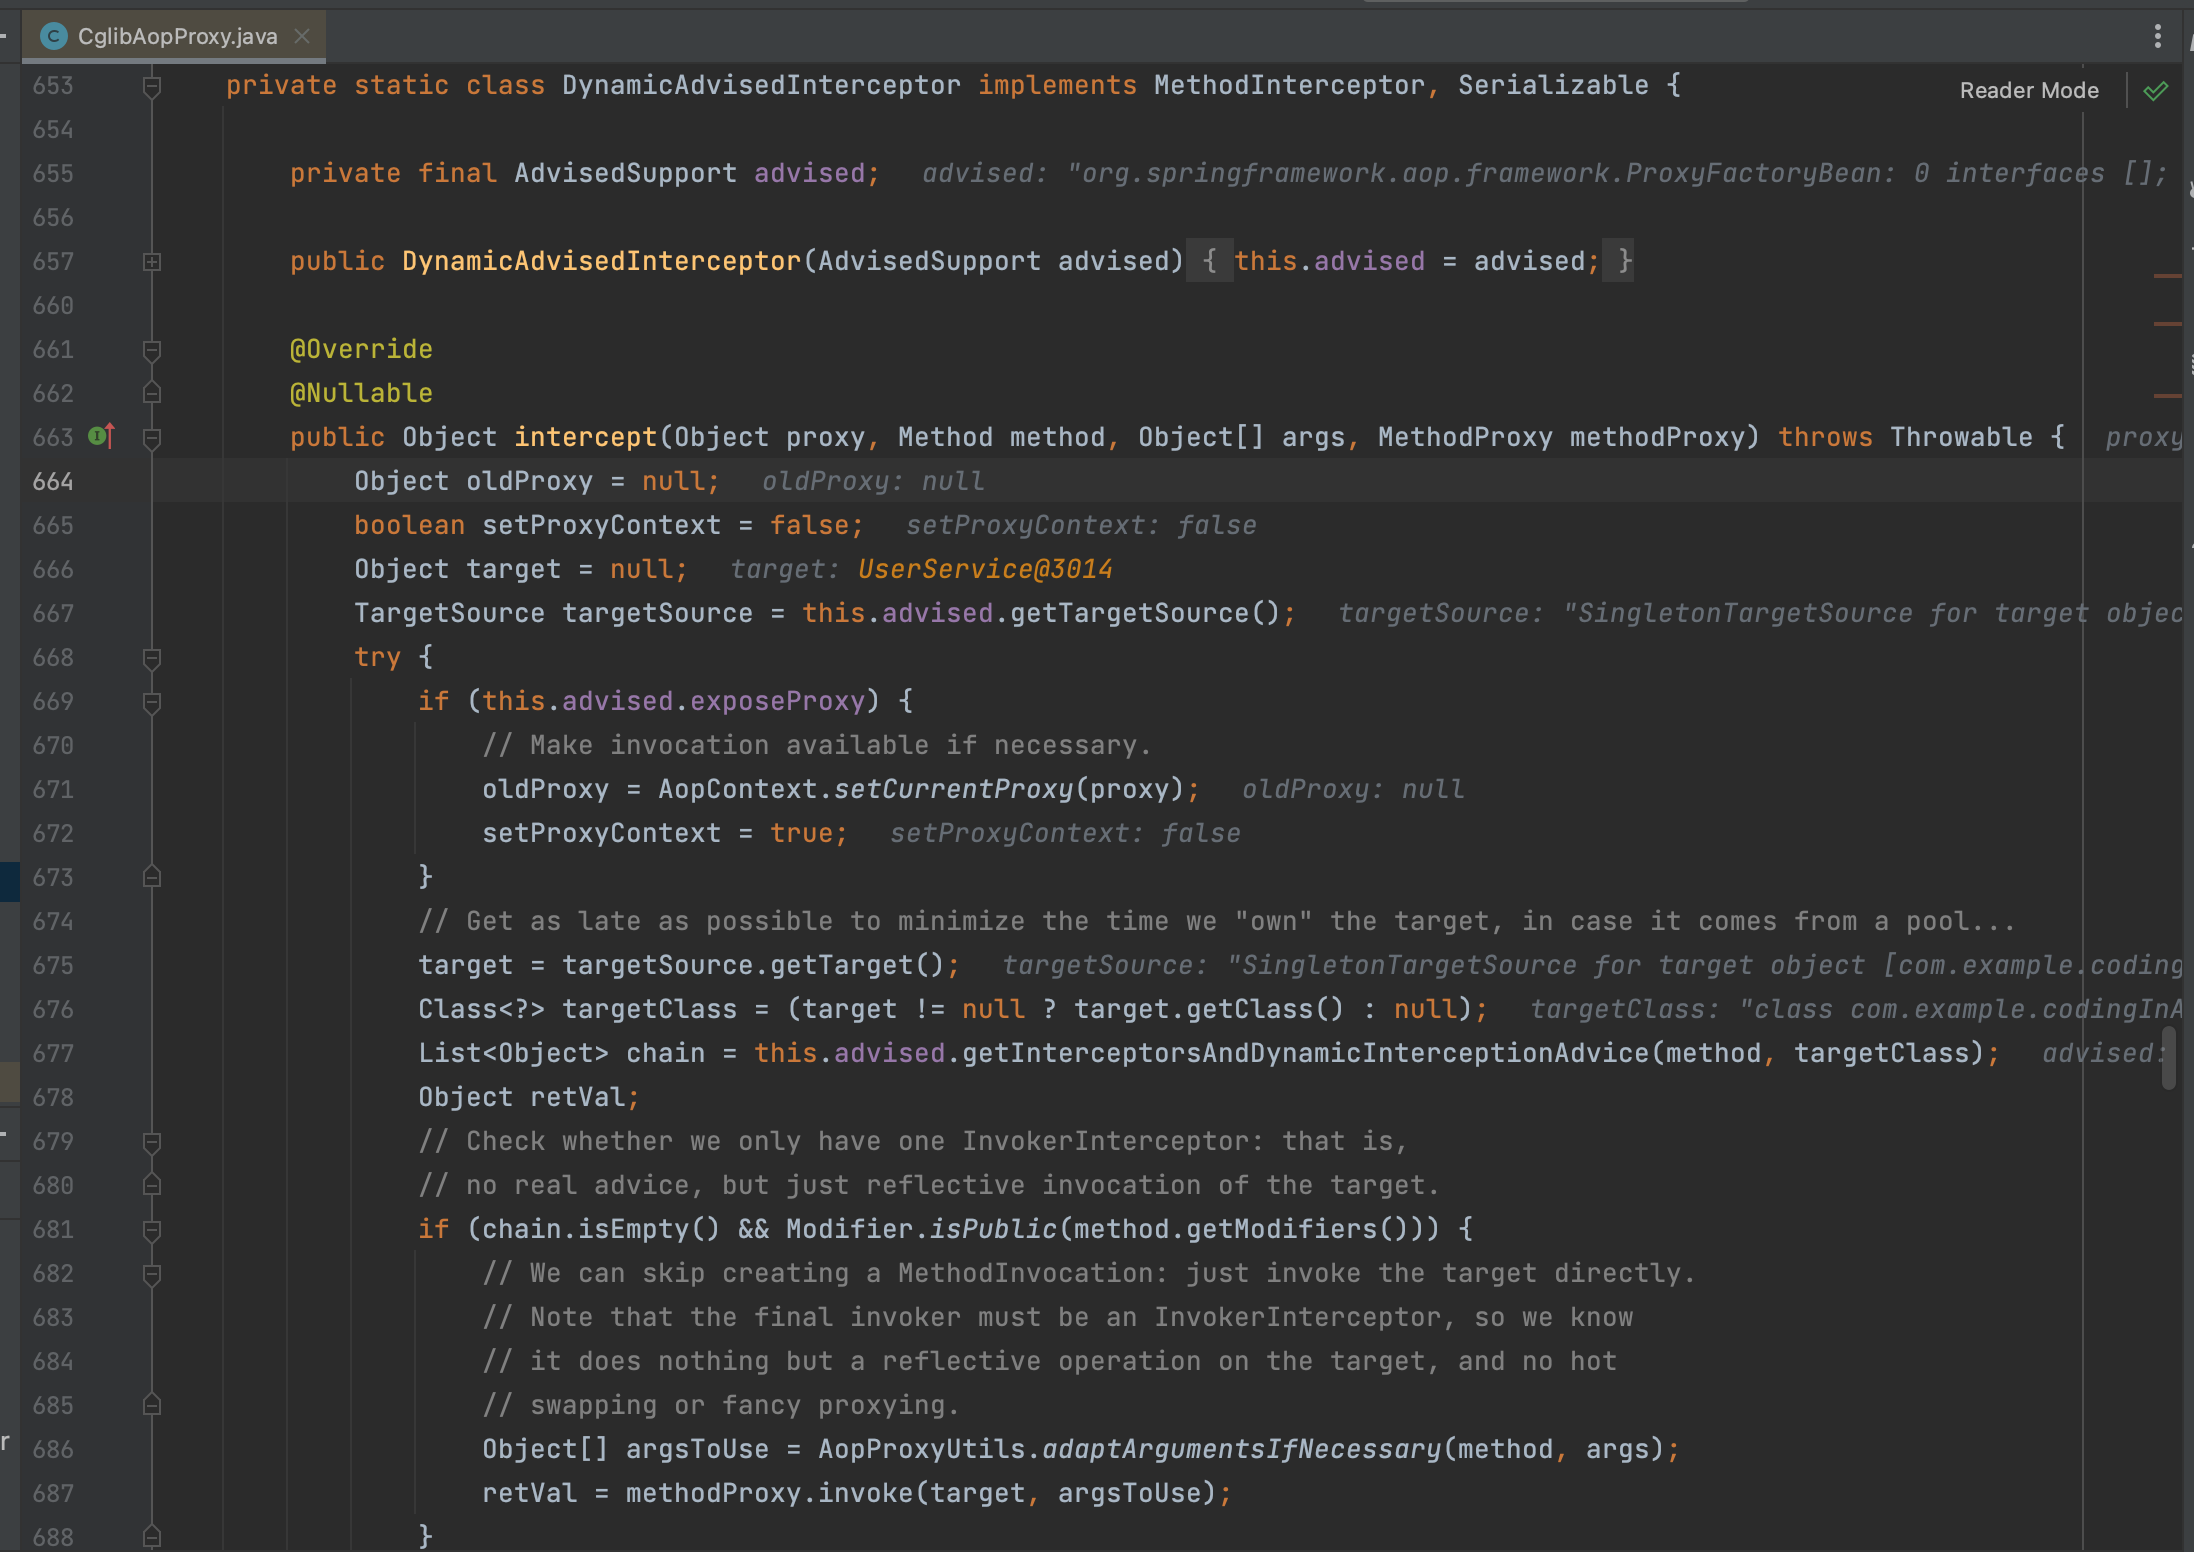 CglibAopProxy.java
653 private static class DynamicAdvisedInterceptor implements MethodInterceptor, Serializable {
Reader Mode
654
655 private final AdvisedSupport advised; advised: "org.springframework.aop.framework.ProxyFactoryBean: 0 interfaces [];
656
657 public DynamicAdvisedInterceptor(AdvisedSupport advised) { this.advised = advised; }
660
661 @Override
662 @Nullable
663 public Object intercept(Object proxy, Method method, Object[] args, MethodProxy methodProxy) throws Throwable { proxy
664 Object oldProxy = null; oldProxy: null
665 boolean setProxyContext = false; setProxyContext: false
666 Object target = null; target: UserService@3014
667 TargetSource targetSource = this.advised.getTargetSource(); targetSource: "SingletonTargetSource for target objec
668 try {
669 if (this.advised.exposeProxy) {
670 // Make invocation available if necessary.
671 oldProxy = AopContext.setCurrentProxy(proxy); oldProxy: null
672 setProxyContext = true; setProxyContext: false
673 }
674 // Get as late as possible to minimize the time we "own" the target, in case it comes from a pool...
675 target = targetSource.getTarget(); targetSource: "SingletonTargetSource for target object [com.example.coding
676 Class<?> targetClass = (target != null ? target.getClass() : null); targetClass: "class com.example.codingInA
677 List<Object> chain = this.advised.getInterceptorsAndDynamicInterceptionAdvice(method, targetClass); advised:
678 Object retVal;
679 // Check whether we only have one InvokerInterceptor: that is,
680 // no real advice, but just reflective invocation of the target.
681 if (chain.isEmpty() && Modifier.isPublic(method.getModifiers())) {
682 // We can skip creating a MethodInvocation: just invoke the target directly.
683 // Note that the final invoker must be an InvokerInterceptor, so we know
684 // it does nothing but a reflective operation on the target, and no hot
685 // swapping or fancy proxying.
686 Object[] argsToUse = AopProxyUtils.adaptArgumentsIfNecessary(method, args);
687 retVal = methodProxy.invoke(target, argsToUse);
688 }